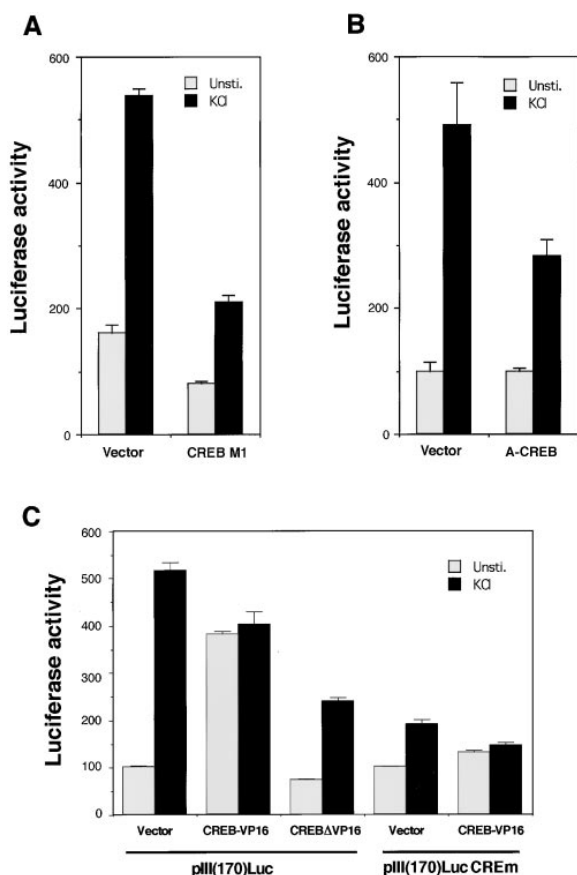 A
Luciferase activity
600
400
200
0
Unsti.
KCl
Vector
CREB M1
B
Luciferase activity
600
400
200
0
Unsti.
KCl
Vector
A-CREB
C
Luciferase activity
600
500
400
300
200
100
0
Unsti.
KCl
Vector CREB-VP16 CREBΔVP16 Vector CREB-VP16
pIII(170)Luc pIII(170)Luc CREm